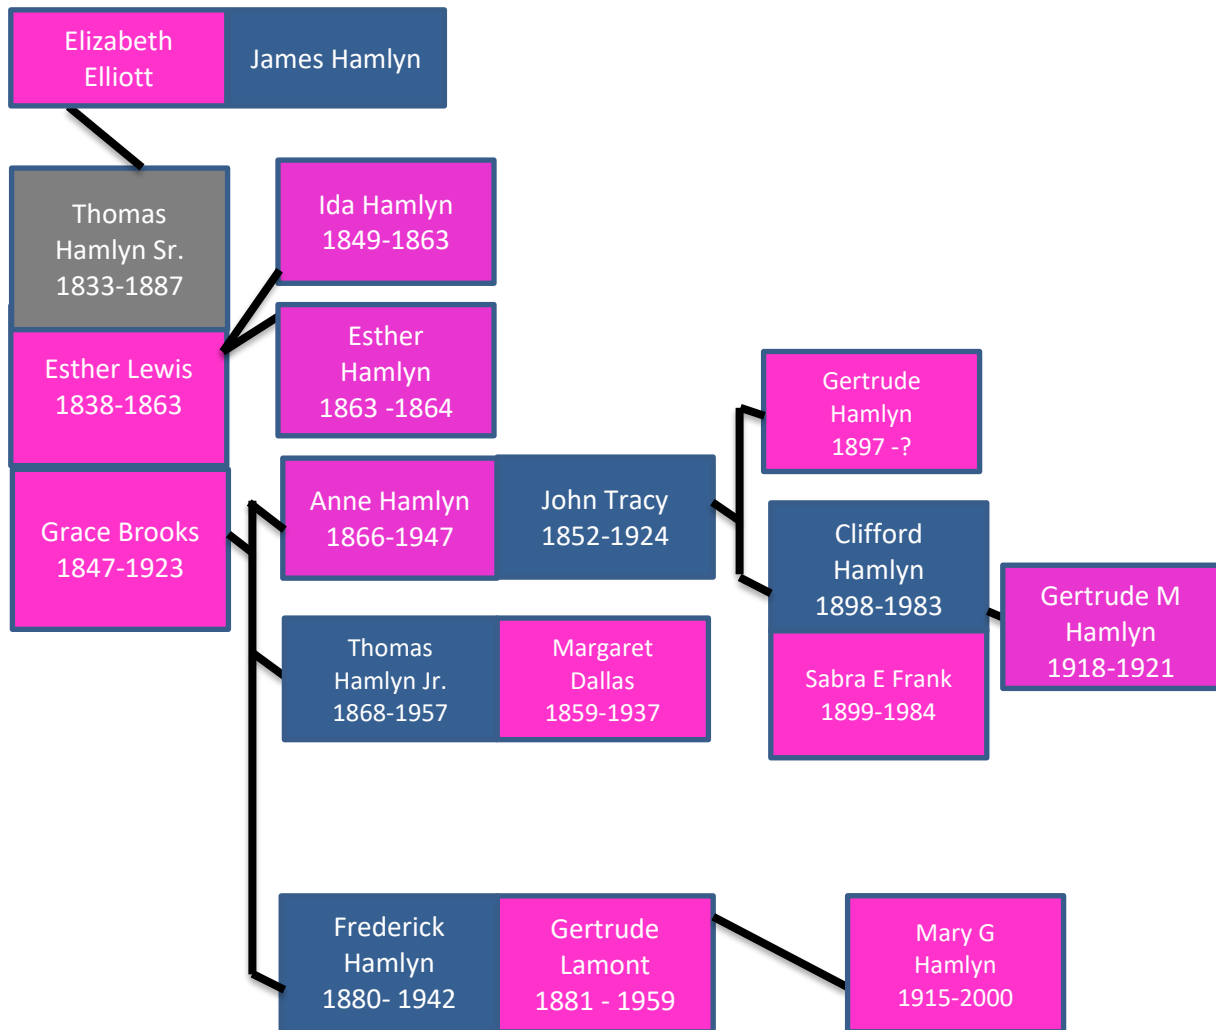 Elizabeth
Elliott
James Hamlyn
Thomas
Hamlyn Sr.
1833-1887
Ida Hamlyn
1849-1863
Esther
Hamlyn
1863 -1864
Esther Lewis
1838-1863
Gertrude
Hamlyn
1897 -?
Grace Brooks
1847-1923
Anne Hamlyn
1866-1947
John Tracy
1852-1924
Clifford
Hamlyn
1898-1983
Gertrude M
Hamlyn
1918-1921
Thomas
Hamlyn Jr.
1868-1957
Margaret
Dallas
1859-1937
Sabra E Frank
1899-1984
Frederick
Hamlyn
1880- 1942
Gertrude
Lamont
1881 - 1959
Mary G
Hamlyn
1915-2000